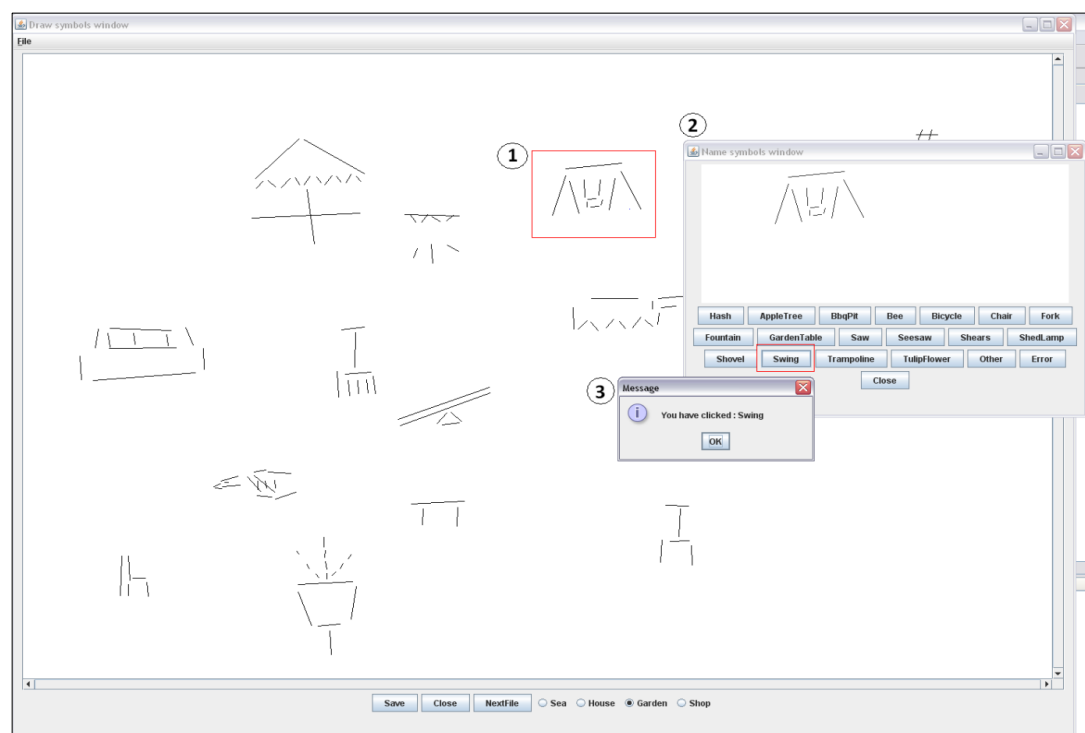 Draw symbols window
File
1
2
Name symbols window
Hash AppleTree BbqPit Bee Bicycle Chair Fork
Fountain GardenTable Saw Seesaw Shears ShedLamp
Shovel Swing Trampoline TulipFlower Other Error
Close
3
Message
You have clicked : Swing
OK
Save Close NextFile Sea House Garden Shop